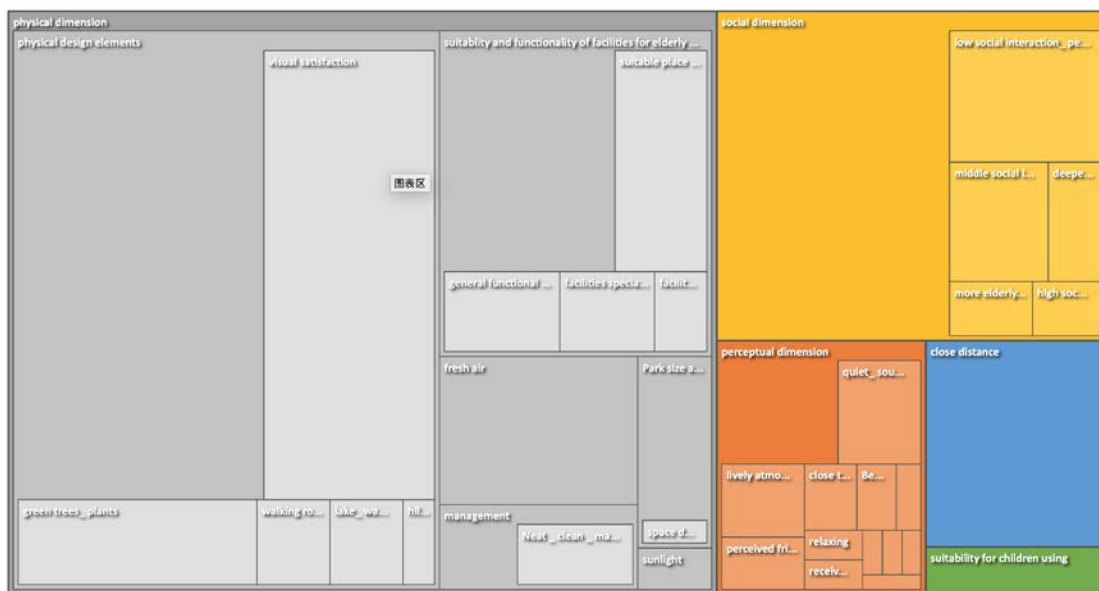 physical dimension
physical design elements
visual satisfaction
图表区
green trees_ plants
walking ro...
lake_ wa...
hil...
suitablity and functionality of facilities for elderly ...
suitable place ...
general functional ...
facilities specia...
facilit...
fresh air
Park size a...
management
Neat _ clean _ ma...
space d...
sunlight
social dimension
low social interaction_ pe...
middle social i...
deepe...
more elderly...
high soc...
perceptual dimension
quiet_ sou...
lively atmo...
close t...
Be...
perceived fri...
relaxing
receiv...
close distance
suitability for children using